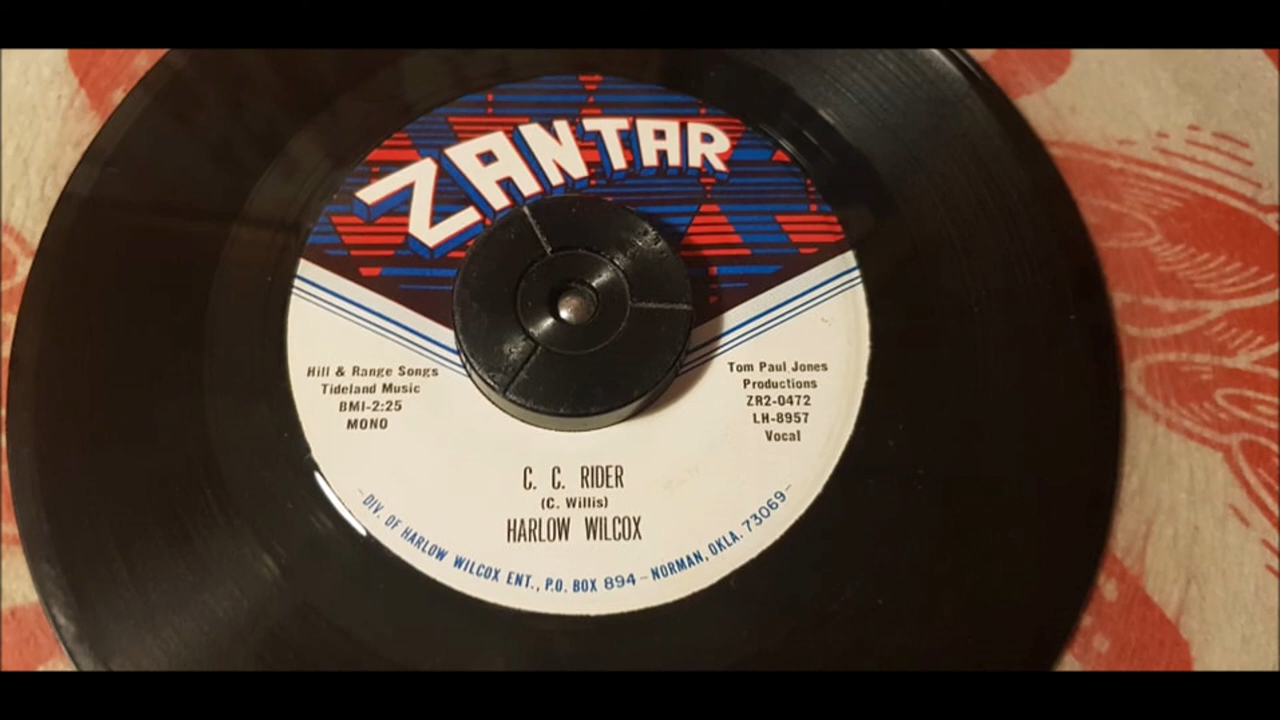 ZANTAR
Hill & Range Songs
Tideland Music
BMI-2:25
MONO
Tom Paul Jones
Productions
ZR2-0472
LH-8957
Vocal
C. C. RIDER
(C. Willis)
HARLOW WILCOX
-DIV. OF HARLOW WILCOX ENT., P.O. BOX 894-NORMAN, OKLA. 73069-